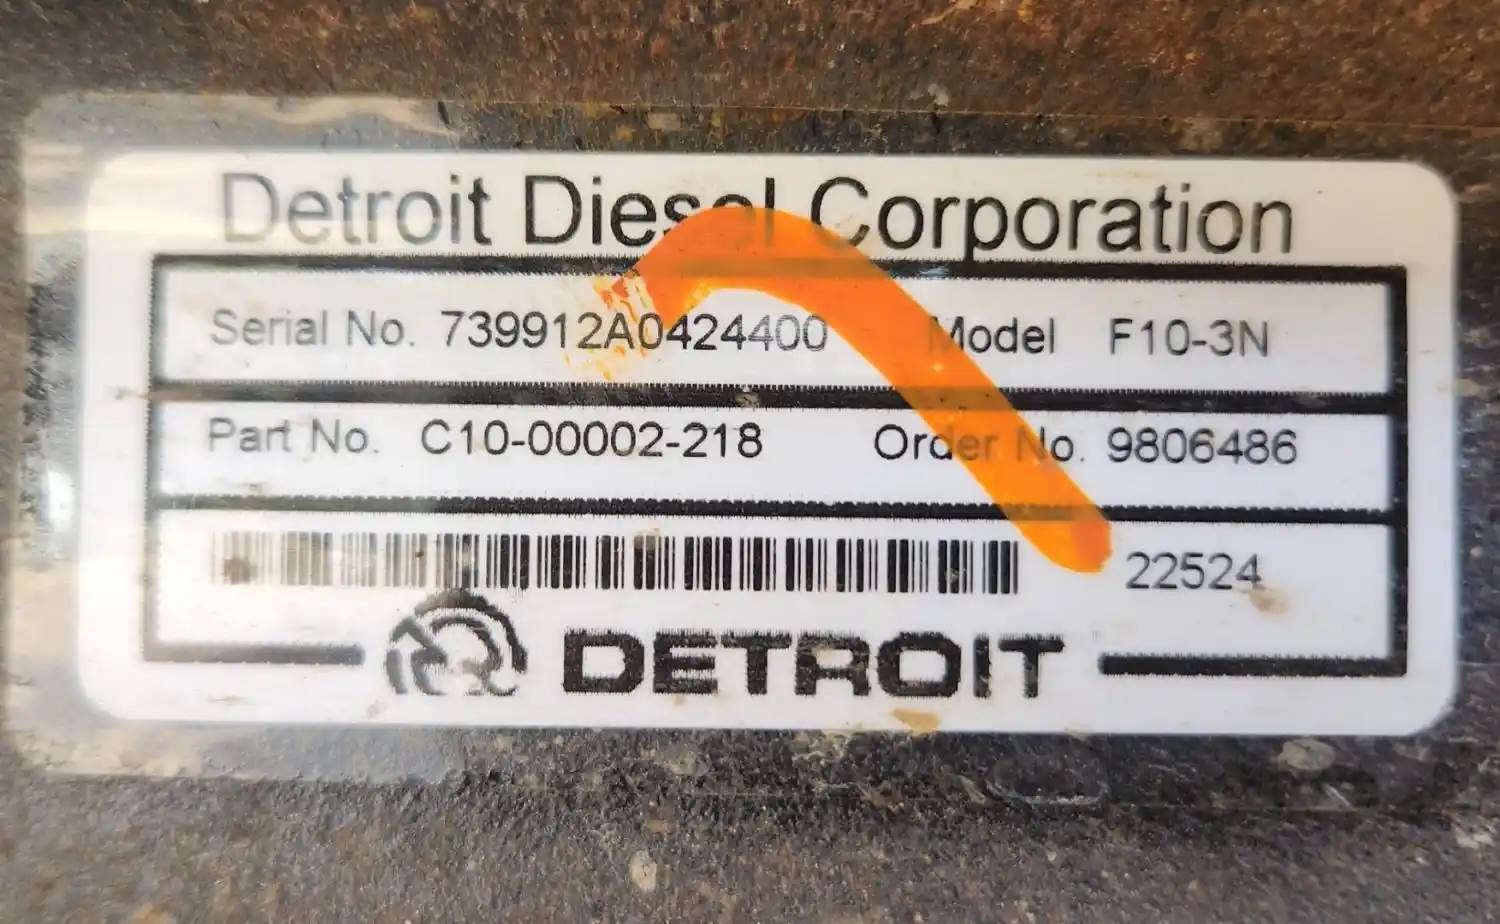 Detroit Diesel Corporation
Serial No. 739912A0424400 Model F10-3N
Part No. C10-00002-218 Order No. 9806486
22524
DETROIT